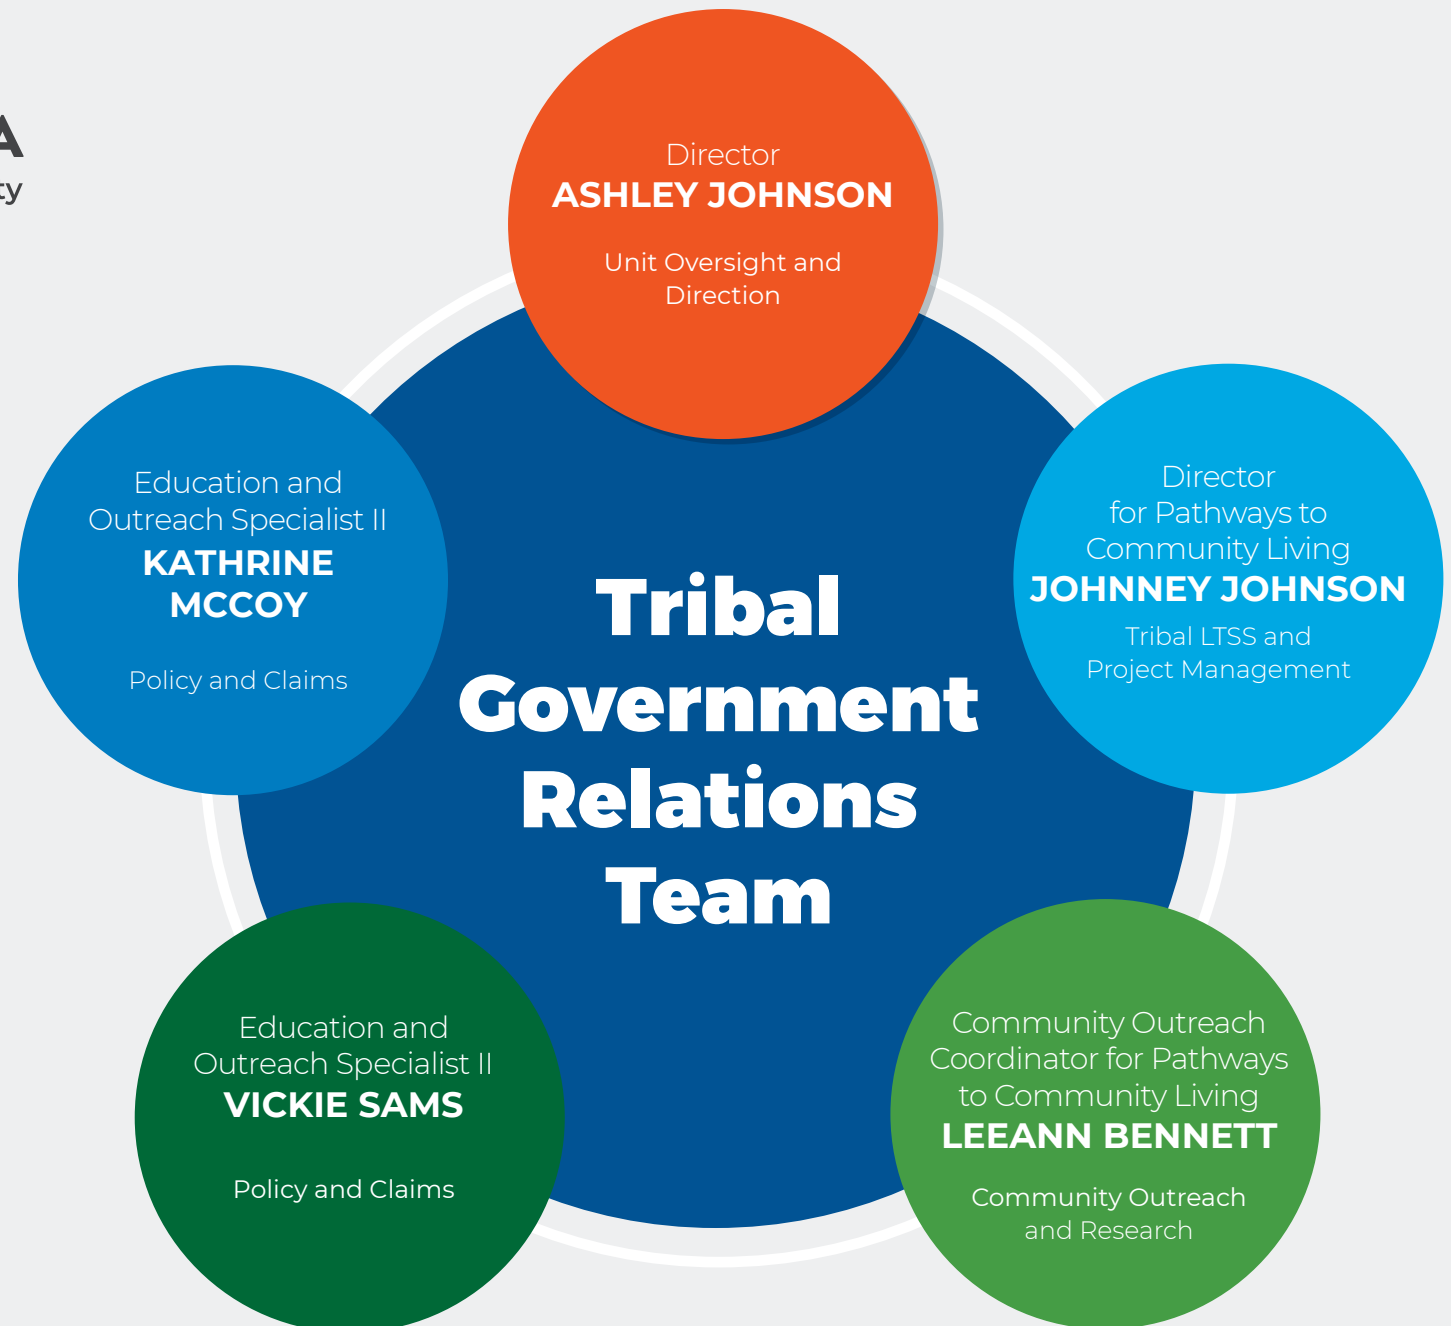 Director
ASHLEY JOHNSON
Unit Oversight and
Direction
Director
for Pathways to
Community Living
JOHNNEY JOHNSON
Tribal LTSS and
Project Management
Community Outreach
Coordinator for Pathways
to Community Living
LEEANN BENNETT
Community Outreach
and Research
Education and
Outreach Specialist II
VICKIE SAMS
Policy and Claims
Education and
Outreach Specialist II
KATHRINE
MCCOY
Policy and Claims
Tribal
Government
Relations
Team